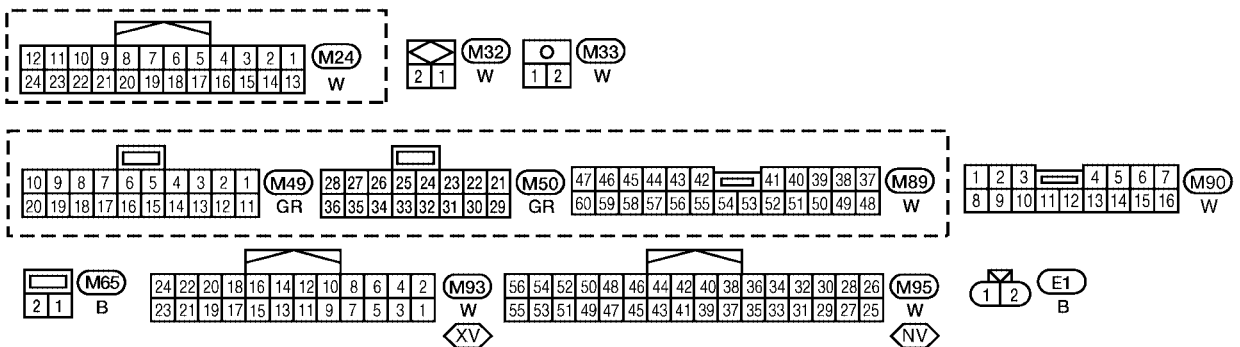 12 11 10 9 8 7 6 5 4 3 2 1 M24
24 23 22 21 20 19 18 17 16 15 14 13 W
M32
2 1 W
M33
1 2 W
10 9 8 7 6 5 4 3 2 1 M49
20 19 18 17 16 15 14 13 12 11 GR
28 27 26 25 24 23 22 21 M50
36 35 34 33 32 31 30 29 GR
47 46 45 44 43 42 41 40 39 38 37 M89
60 59 58 57 56 55 54 53 52 51 50 49 48 W
1 2 3 4 5 6 7 M90
8 9 10 11 12 13 14 15 16 W
M65
2 1 B
24 22 20 18 16 14 12 10 8 6 4 2 M93
23 21 19 17 15 13 11 9 7 5 3 1 W
XV
56 54 52 50 48 46 44 42 40 38 36 34 32 30 28 26 M95
55 53 51 49 47 45 43 41 39 37 35 33 31 29 27 25 W
NV
1 2 E1
B